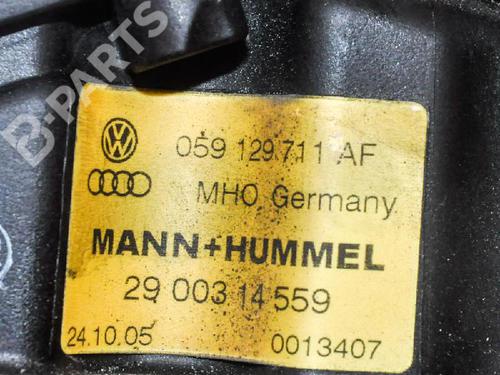 B-PARTS
059 129 711 AF
MHO Germany
MANN+HUMMEL
29 003 14 559
24.10.05 0013407